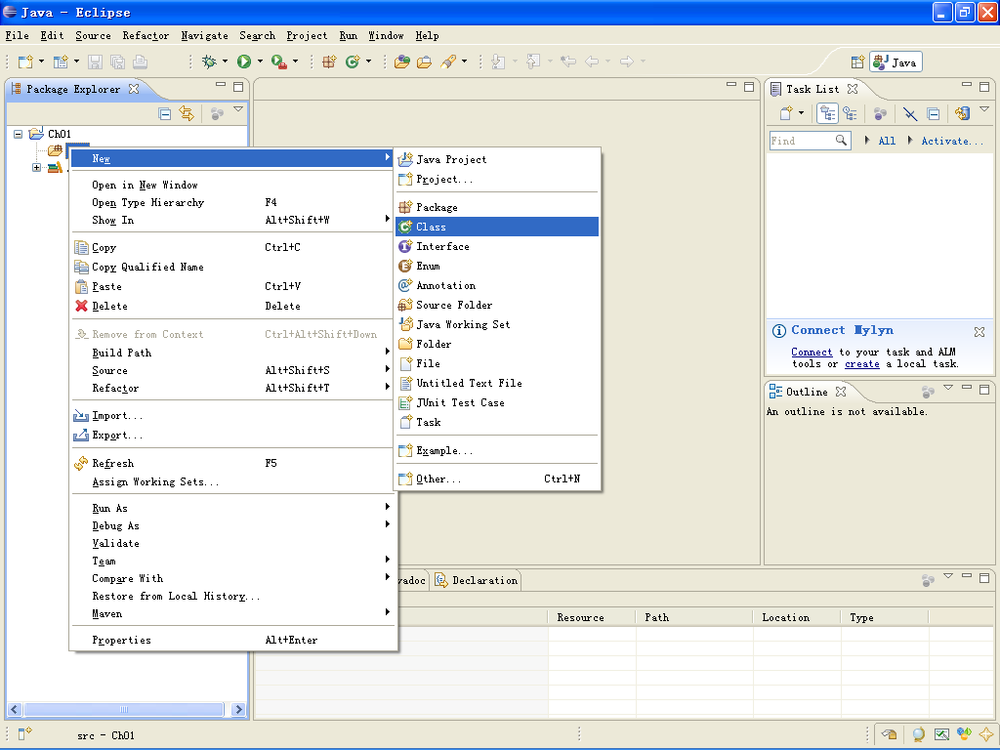 Java - Eclipse
File Edit Source Refactor Navigate Search Project Run Window Help
Java
Package Explorer
Task List
Ch01
Find All Activate...
New
Open in New Window
Open Type Hierarchy F4
Show In Alt+Shift+W
Copy Ctrl+C
Copy Qualified Name
Paste Ctrl+V
Delete Delete
Remove from Context Ctrl+Alt+Shift+Down
Build Path
Source Alt+Shift+S
Refactor Alt+Shift+T
Import...
Export...
Refresh F5
Assign Working Sets...
Run As
Debug As
Validate
Team
Compare With
Restore from Local History...
Maven
Properties Alt+Enter
Java Project
Project...
Package
Class
Interface
Enum
Annotation
Source Folder
Java Working Set
Folder
File
Untitled Text File
JUnit Test Case
Task
Example...
Other... Ctrl+N
Connect Mylyn
Connect to your task and ALM
tools or create a local task.
Outline
An outline is not available.
Declaration
Resource Path Location Type
src - Ch01